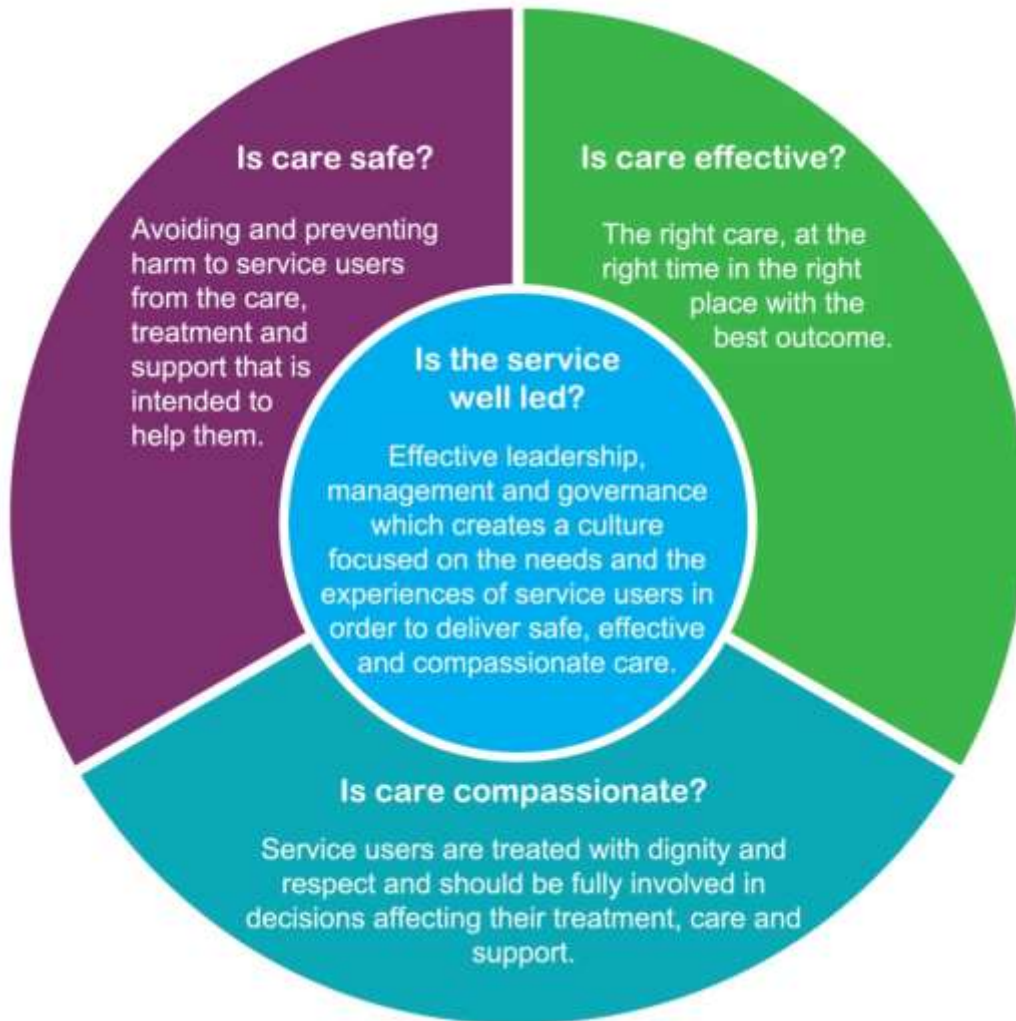 Is care safe?
Avoiding and preventing
harm to service users
from the care,
treatment and
support that is
intended to
help them.
Is care effective?
The right care, at the
right time in the right
place with the
best outcome.
Is the service
well led?
Effective leadership,
management and governance
which creates a culture
focused on the needs and the
experiences of service users in
order to deliver safe, effective
and compassionate care.
Is care compassionate?
Service users are treated with dignity and
respect and should be fully involved in
decisions affecting their treatment, care and
support.